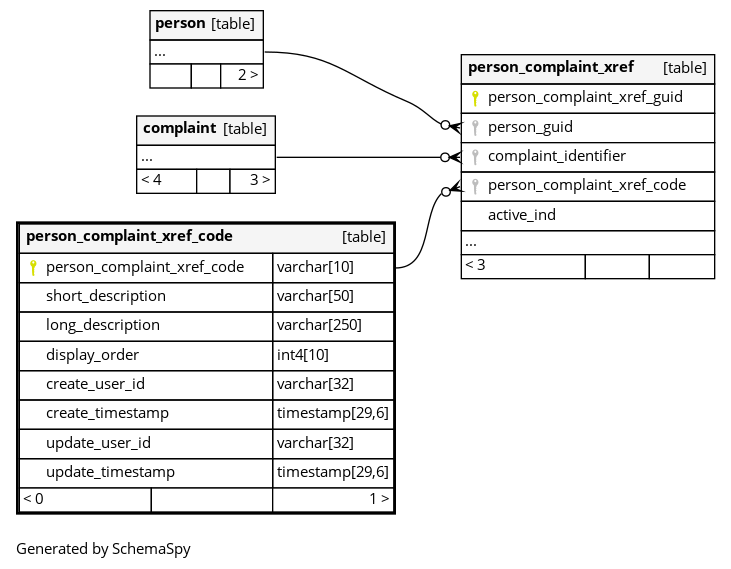 person [table]
...
2 >
complaint [table]
...
< 4 3 >
person_complaint_xref_code [table]
person_complaint_xref_code varchar[10]
short_description varchar[50]
long_description varchar[250]
display_order int4[10]
create_user_id varchar[32]
create_timestamp timestamp[29,6]
update_user_id varchar[32]
update_timestamp timestamp[29,6]
< 0 1 >
person_complaint_xref [table]
person_complaint_xref_guid
person_guid
complaint_identifier
person_complaint_xref_code
active_ind
...
< 3
Generated by SchemaSpy